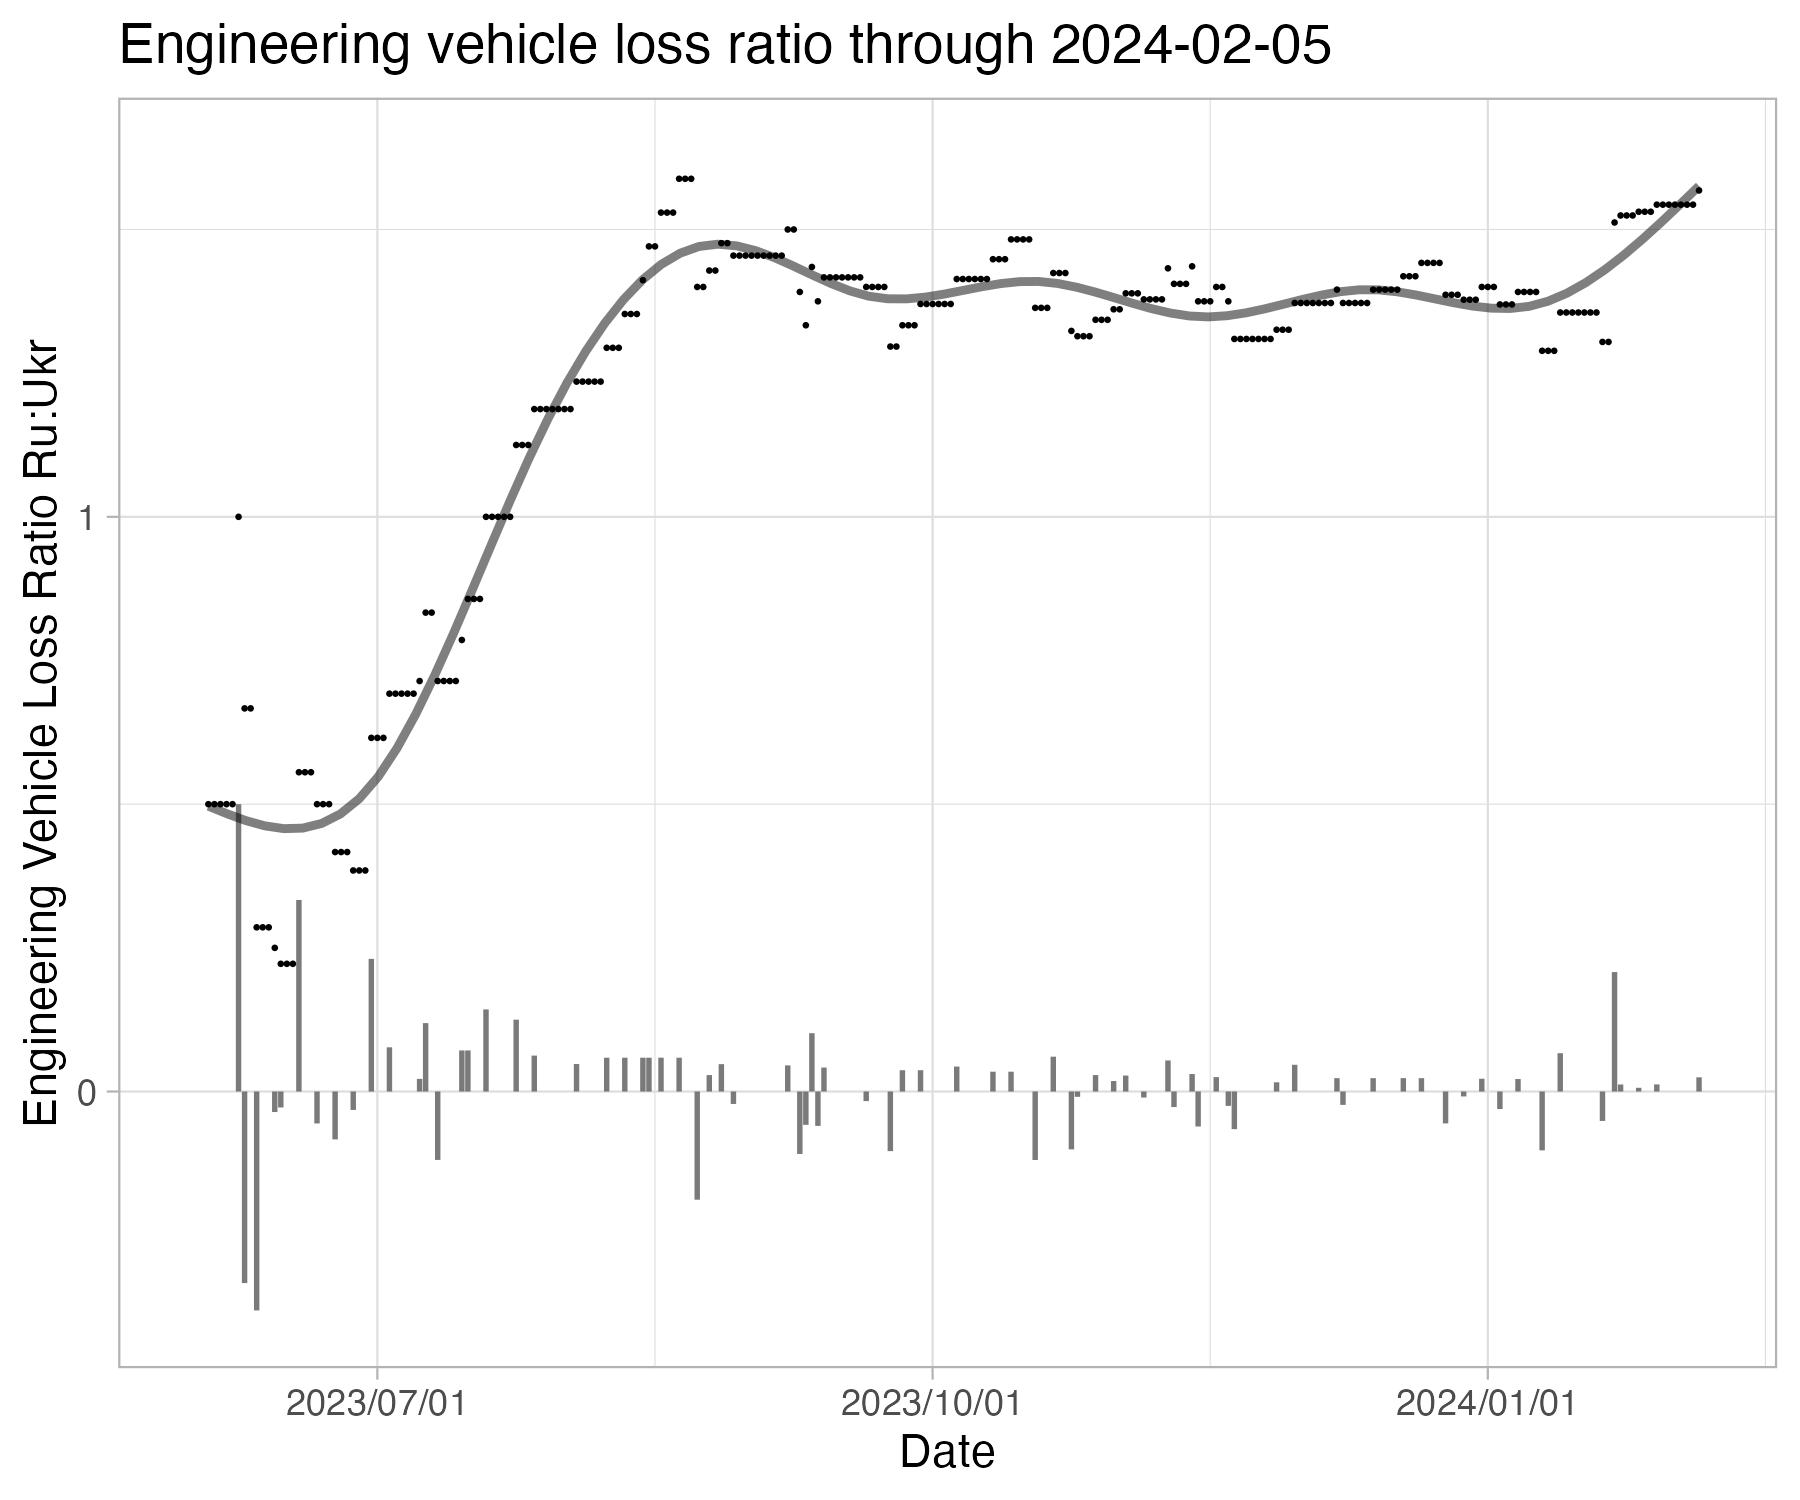 Engineering vehicle loss ratio through 2024-02-05
Engineering Vehicle Loss Ratio Ru:Ukr
1
0
2023/07/01
2023/10/01
2024/01/01
Date